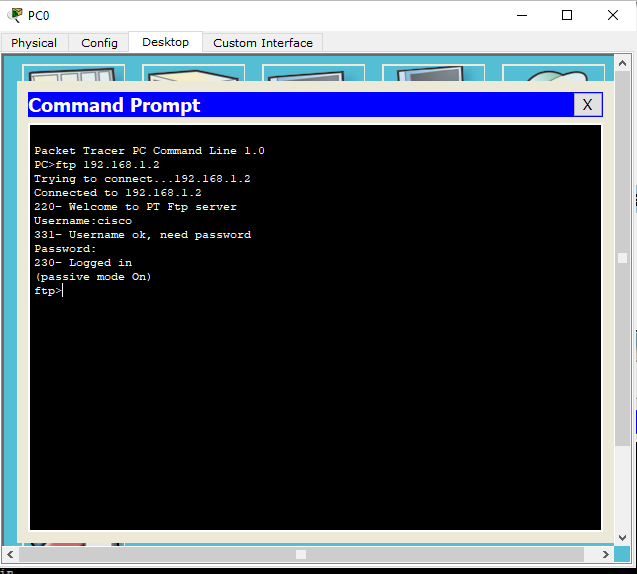 PC0
Physical
Config
Desktop
Custom Interface
Command Prompt
X
Packet Tracer PC Command Line 1.0
PC>ftp 192.168.1.2
Trying to connect...192.168.1.2
Connected to 192.168.1.2
220- Welcome to PT Ftp server
Username:cisco
331- Username ok, need password
Password:
230- Logged in
(passive mode On)
ftp>